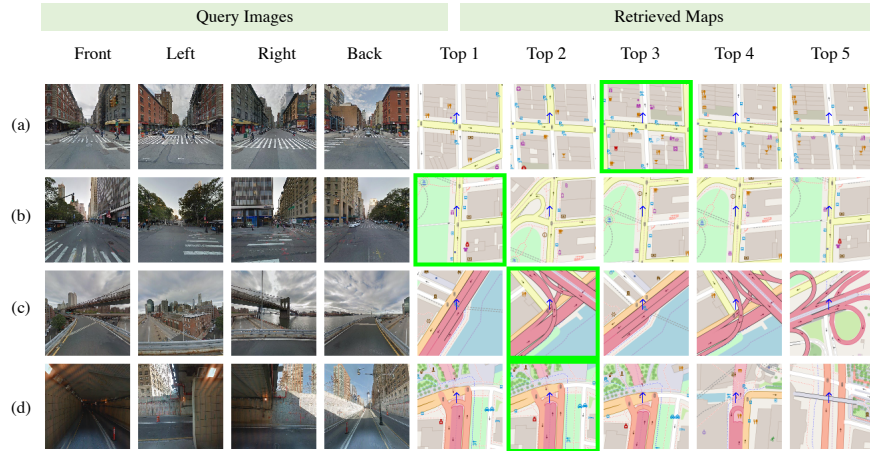 Query Images Retrieved Maps
Front Left Right Back Top 1 Top 2 Top 3 Top 4 Top 5
(a)
(b)
(c)
(d)